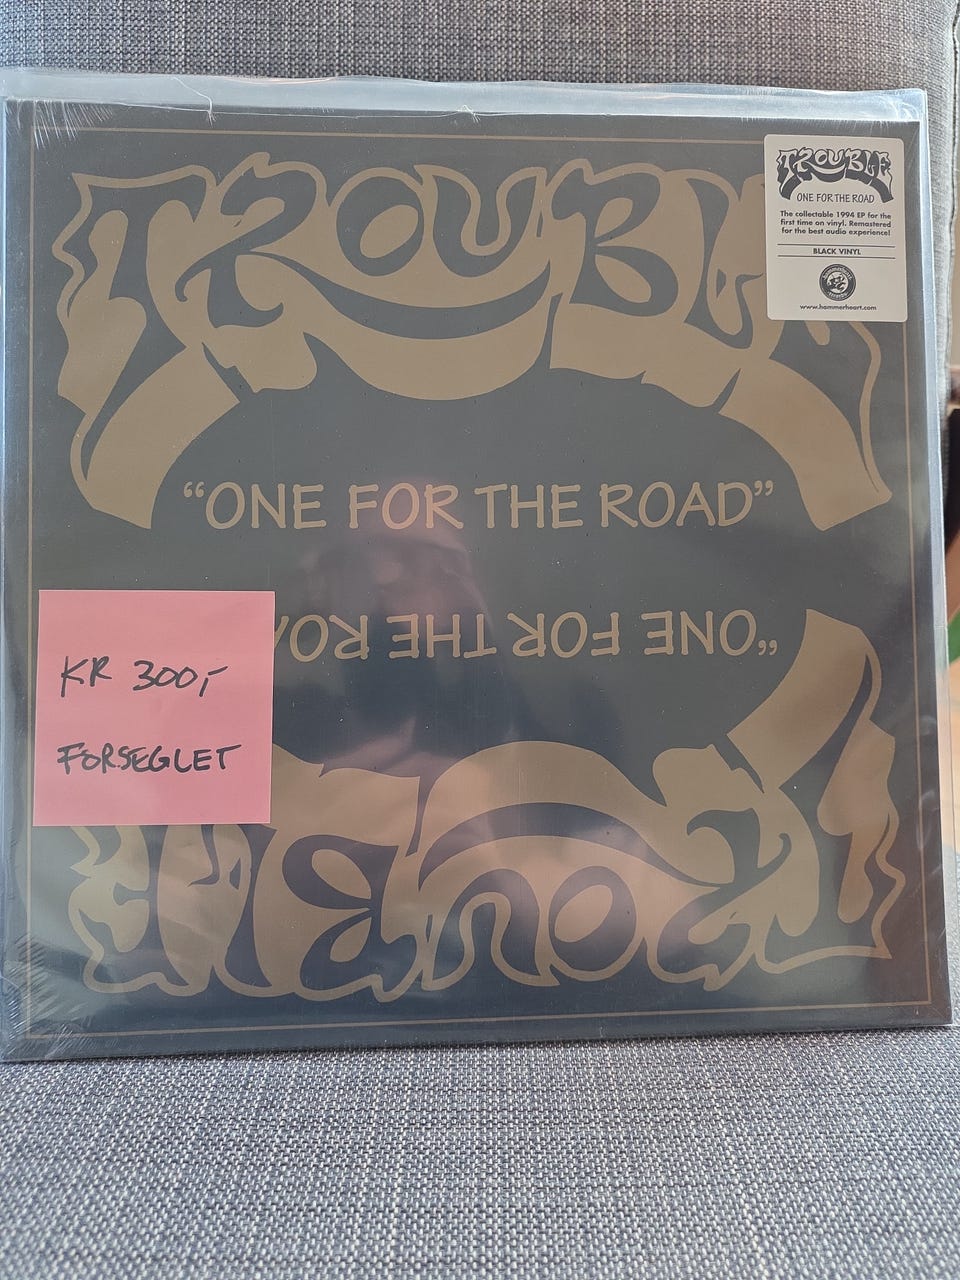 TROUBLE
TROUBLE
ONE FOR THE ROAD
The collectable 1994 EP for the
first time on vinyl. Remastered
for the best audio experience!
BLACK VINYL
hammerheart
records
www.hammerheart.com
“ONE FOR THE ROAD”
“ONE FOR THE ROA
KR 300,-
FORSEGLET
TROUBLE